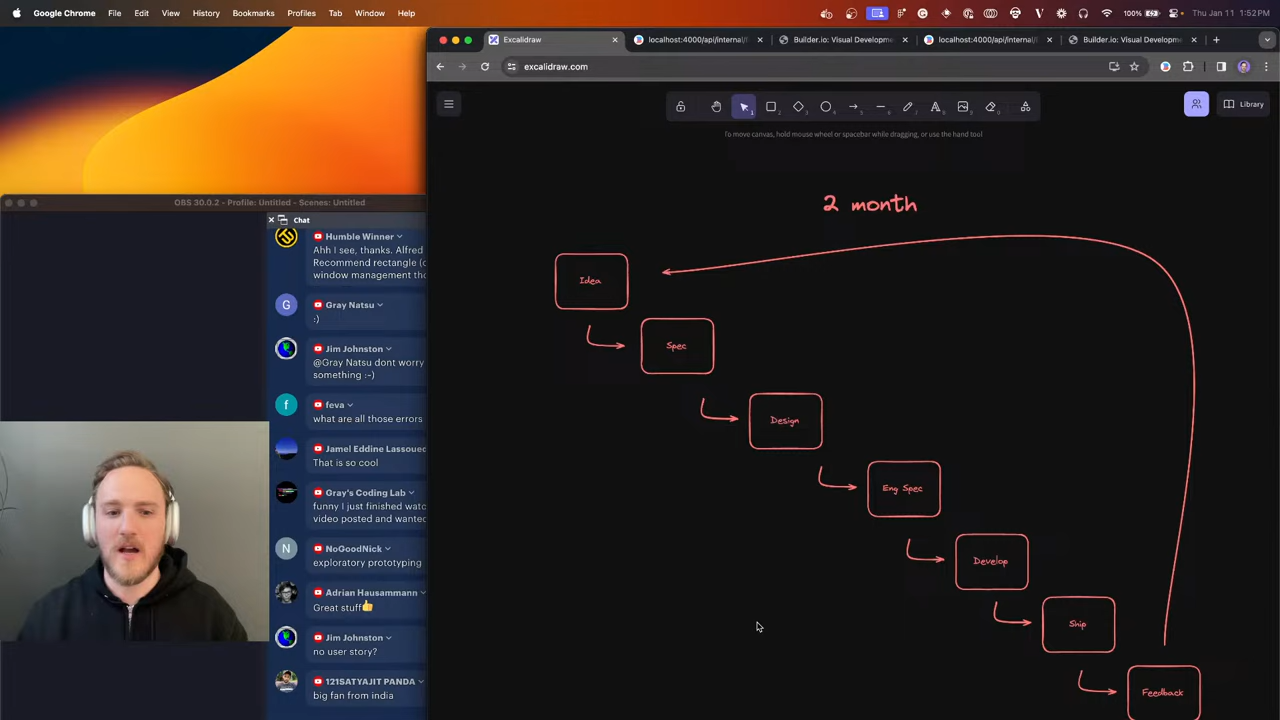 Google Chrome File Edit View History Bookmarks Profiles Tab Window Help
100% Thu Jan 11 1:52 PM
Excalidraw
localhost:4000/api/internal/
Builder.io: Visual Developm
localhost:4000/api/internal/
Builder.io: Visual Developm
excalidraw.com
Library
To move canvas, hold mouse wheel or spacebar while dragging, or use the hand tool
OBS 30.0.2 - Profile: Untitled - Scenes: Untitled
Chat
Humble Winner
Ahh I see, thanks. Alfred
Recommend rectangle (
window management
Gray Natsu
:)
Jim Johnston
@Gray Natsu dont worry
something :~)
feva
what are all those errors
Jamel Eddine Lassoued
That is so cool
Gray's Coding Lab
funny I just finished
video posted and wanted
NoGoodNick
exploratory prototyping
Adrian Hausammann
Great stuff👍
Jim Johnston
no user story?
121SATYAJIT PANDA
big fan from india
2 month
Idea
Spec
Design
Eng Spec
Develop
Ship
Feedback